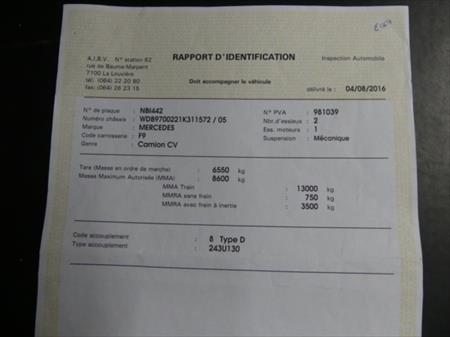 A.I.B.V. N° station 62
rue de Baume-Marpent
7100 La Louvière
tél: (064) 22 20 80
fax: (064) 26 23 15
RAPPORT D'IDENTIFICATION
Inspection Automobile
Doit accompagner le véhicule
délivré le : 04/08/2016
N° de plaque : NBI442
N° PVA : 981039
Numéro châssis : WDB9700221K311572 / 05
Nbr.d'essieux : 2
Marque : MERCEDES
Ess. moteurs : 1
Code carrosserie : F9
Suspension : Mécanique
Genre : Camion CV
Tare (Masse en ordre de marche) : 6550 kg
Masse Maximum Autorisée (MMA) : 8600 kg
MMA Train : 13000 kg
MMRA sans frein : 750 kg
MMRA avec frein à inertie : 3500 kg
Code accouplement : 8 Type D
Type accouplement : 243U130